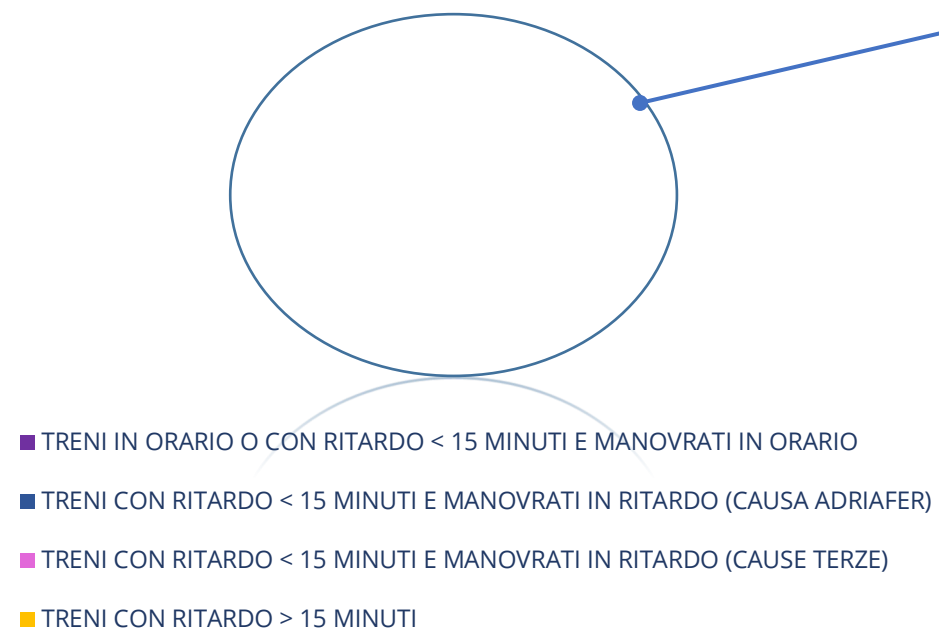 TRENI IN ORARIO O CON RITARDO < 15 MINUTI E MANOVRATI IN ORARIO
TRENI CON RITARDO < 15 MINUTI E MANOVRATI IN RITARDO (CAUSA ADRIAFER)
TRENI CON RITARDO < 15 MINUTI E MANOVRATI IN RITARDO (CAUSE TERZE)
TRENI CON RITARDO > 15 MINUTI